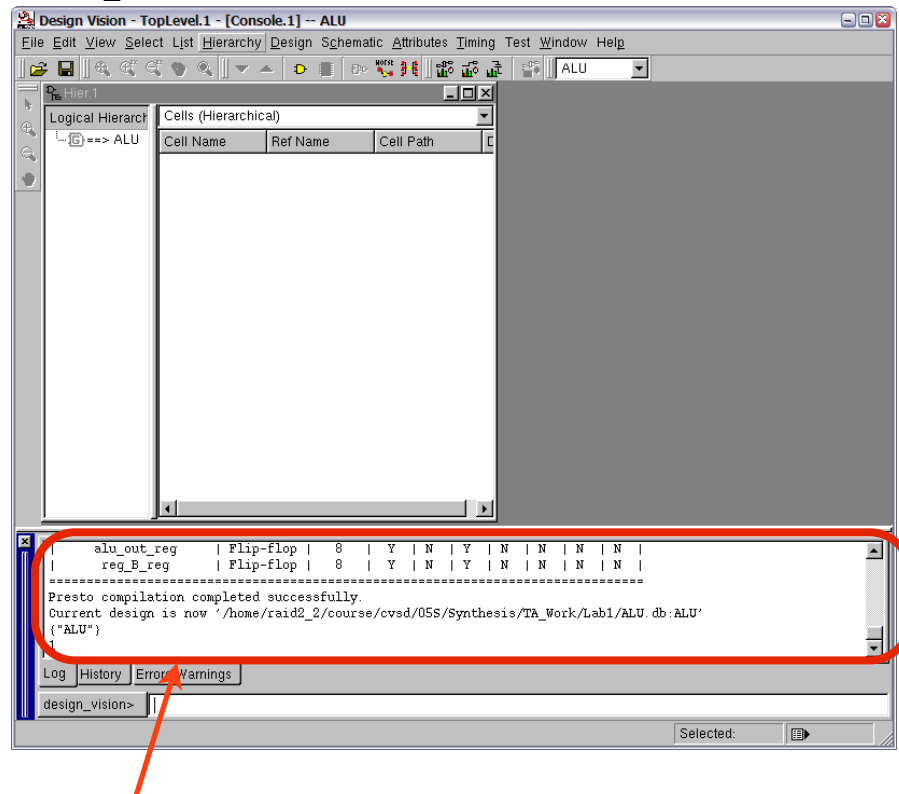 Design Vision - TopLevel.1 - [Console.1] -- ALU
File Edit View Select List Hierarchy Design Schematic Attributes Timing Test Window Help
ALU
Hier.1
Logical Hierarch
Cells (Hierarchical)
==> ALU
Cell Name Ref Name Cell Path
| alu_out_reg | Flip-flop | 8 | Y | N | Y | N | N | N | N |
| reg_B_reg | Flip-flop | 8 | Y | N | Y | N | N | N | N |
===========================================================================
Presto compilation completed successfully.
Current design is now '/home/raid2_2/course/cvsd/05S/Synthesis/TA_Work/Lab1/ALU.db:ALU'
{"ALU"}
1
Log History Errors/Warnings
design_vision>
Selected: